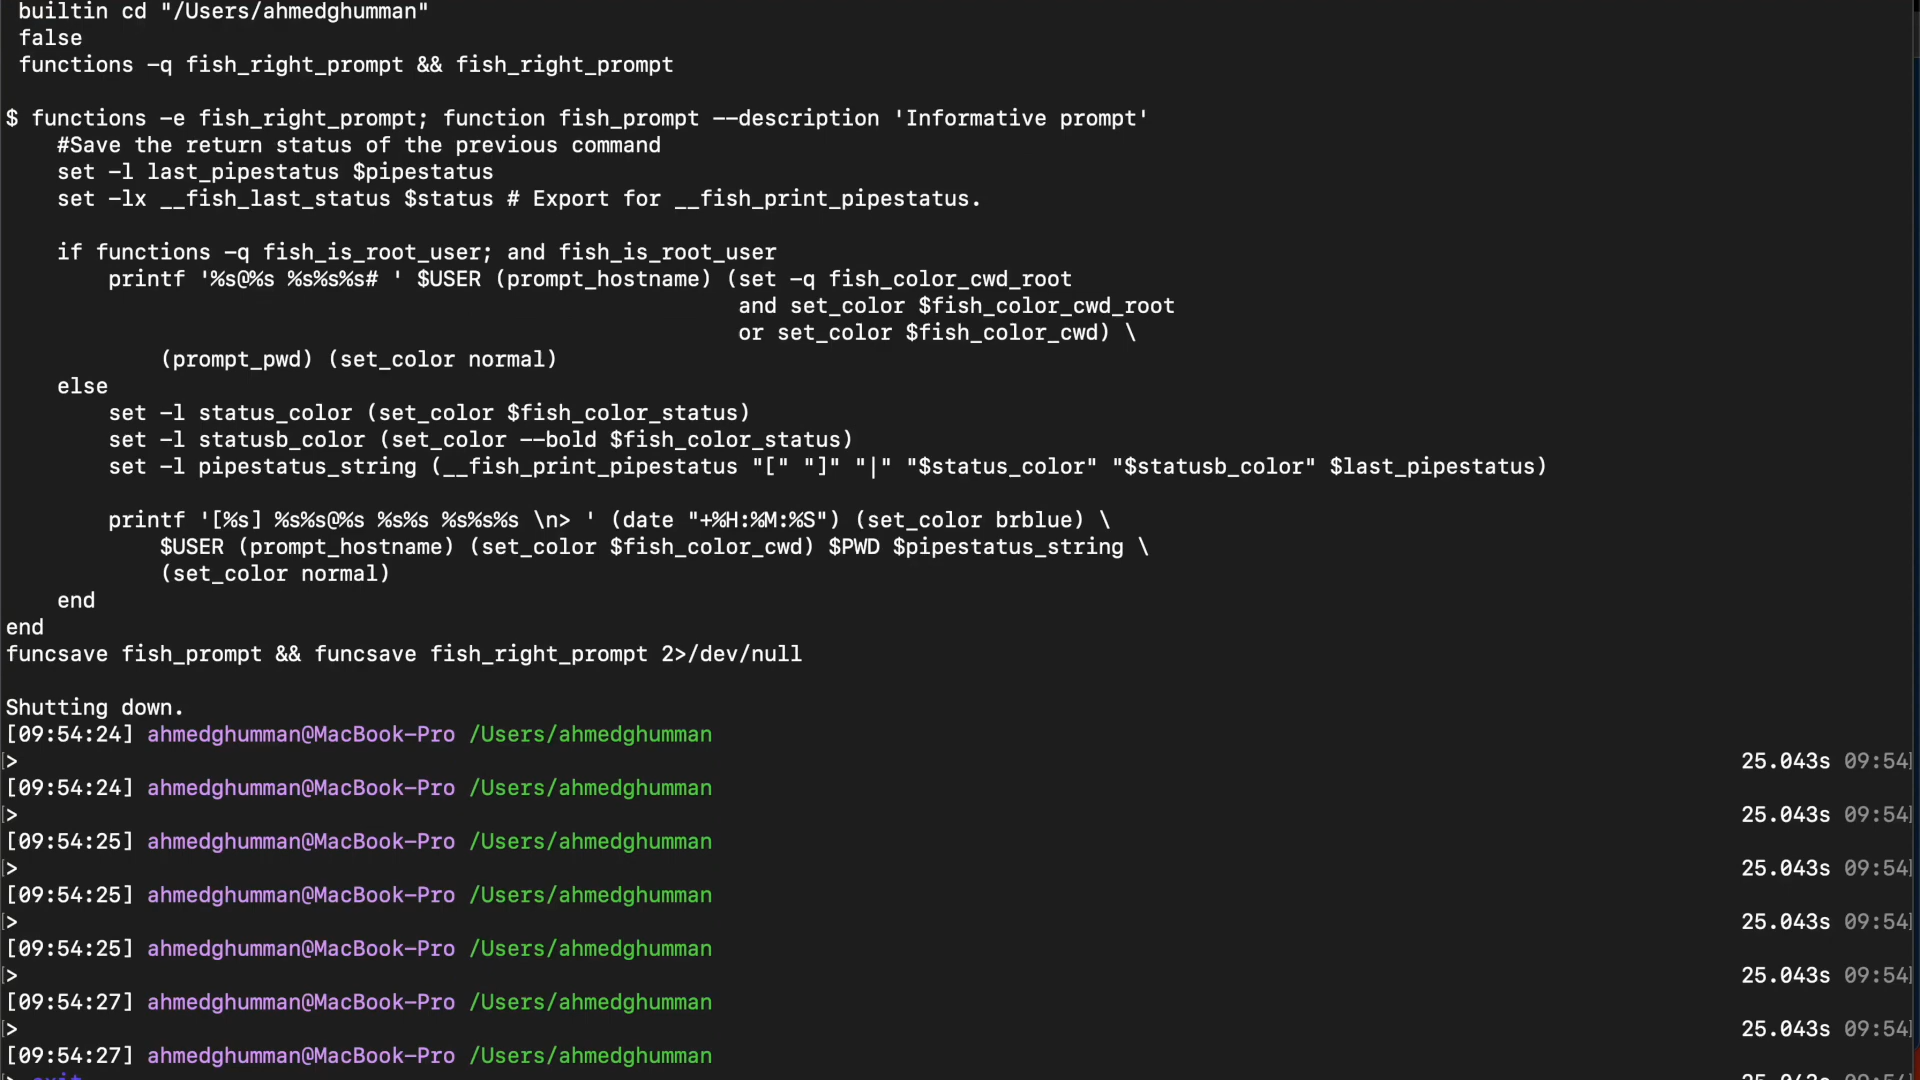 builtin cd "/Users/ahmedghumman"
false
functions -q fish_right_prompt && fish_right_prompt
$ functions -e fish_right_prompt; function fish_prompt --description 'Informative prompt'
#Save the return status of the previous command
set -l last_pipestatus $pipestatus
set -lx __fish_last_status $status # Export for __fish_print_pipestatus.
if functions -q fish_is_root_user; and fish_is_root_user
printf '%s@%s %s%s%s# ' $USER (prompt_hostname) (set -q fish_color_cwd_root
and set_color $fish_color_cwd_root
or set_color $fish_color_cwd) \
(prompt_pwd) (set_color normal)
else
set -l status_color (set_color $fish_color_status)
set -l statusb_color (set_color --bold $fish_color_status)
set -l pipestatus_string (__fish_print_pipestatus "[" "]" "|" "$status_color" "$statusb_color" $last_pipestatus)
printf '[%s] %s%s@%s %s%s %s%s%s \n> ' (date "+%H:%M:%S") (set_color brblue) \
$USER (prompt_hostname) (set_color $fish_color_cwd) $PWD $pipestatus_string \
(set_color normal)
end
end
funcsave fish_prompt && funcsave fish_right_prompt 2>/dev/null
Shutting down.
[09:54:24] ahmedghumman@MacBook-Pro /Users/ahmedghumman
> 25.043s 09:54
[09:54:24] ahmedghumman@MacBook-Pro /Users/ahmedghumman
> 25.043s 09:54
[09:54:25] ahmedghumman@MacBook-Pro /Users/ahmedghumman
> 25.043s 09:54
[09:54:25] ahmedghumman@MacBook-Pro /Users/ahmedghumman
> 25.043s 09:54
[09:54:25] ahmedghumman@MacBook-Pro /Users/ahmedghumman
> 25.043s 09:54
[09:54:27] ahmedghumman@MacBook-Pro /Users/ahmedghumman
> 25.043s 09:54
[09:54:27] ahmedghumman@MacBook-Pro /Users/ahmedghumman